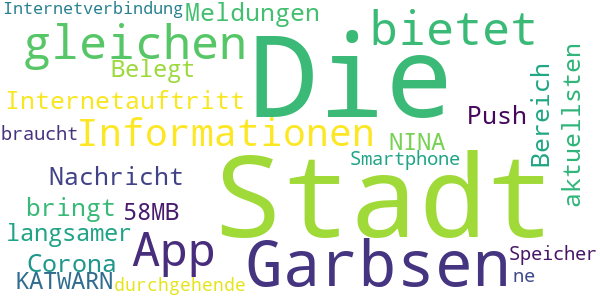 Internetverbindung
Meldungen
gleichen
Die
bietet
Belegt
Internetauftritt
Informationen
braucht
NINA
Push
Bereich
aktuellsten
Smartphone
Stadt
Nachricht
bringt
58MB
langsamer
App
Garbsen
Corona
KATWARN
durchgehende
Speicher
ne